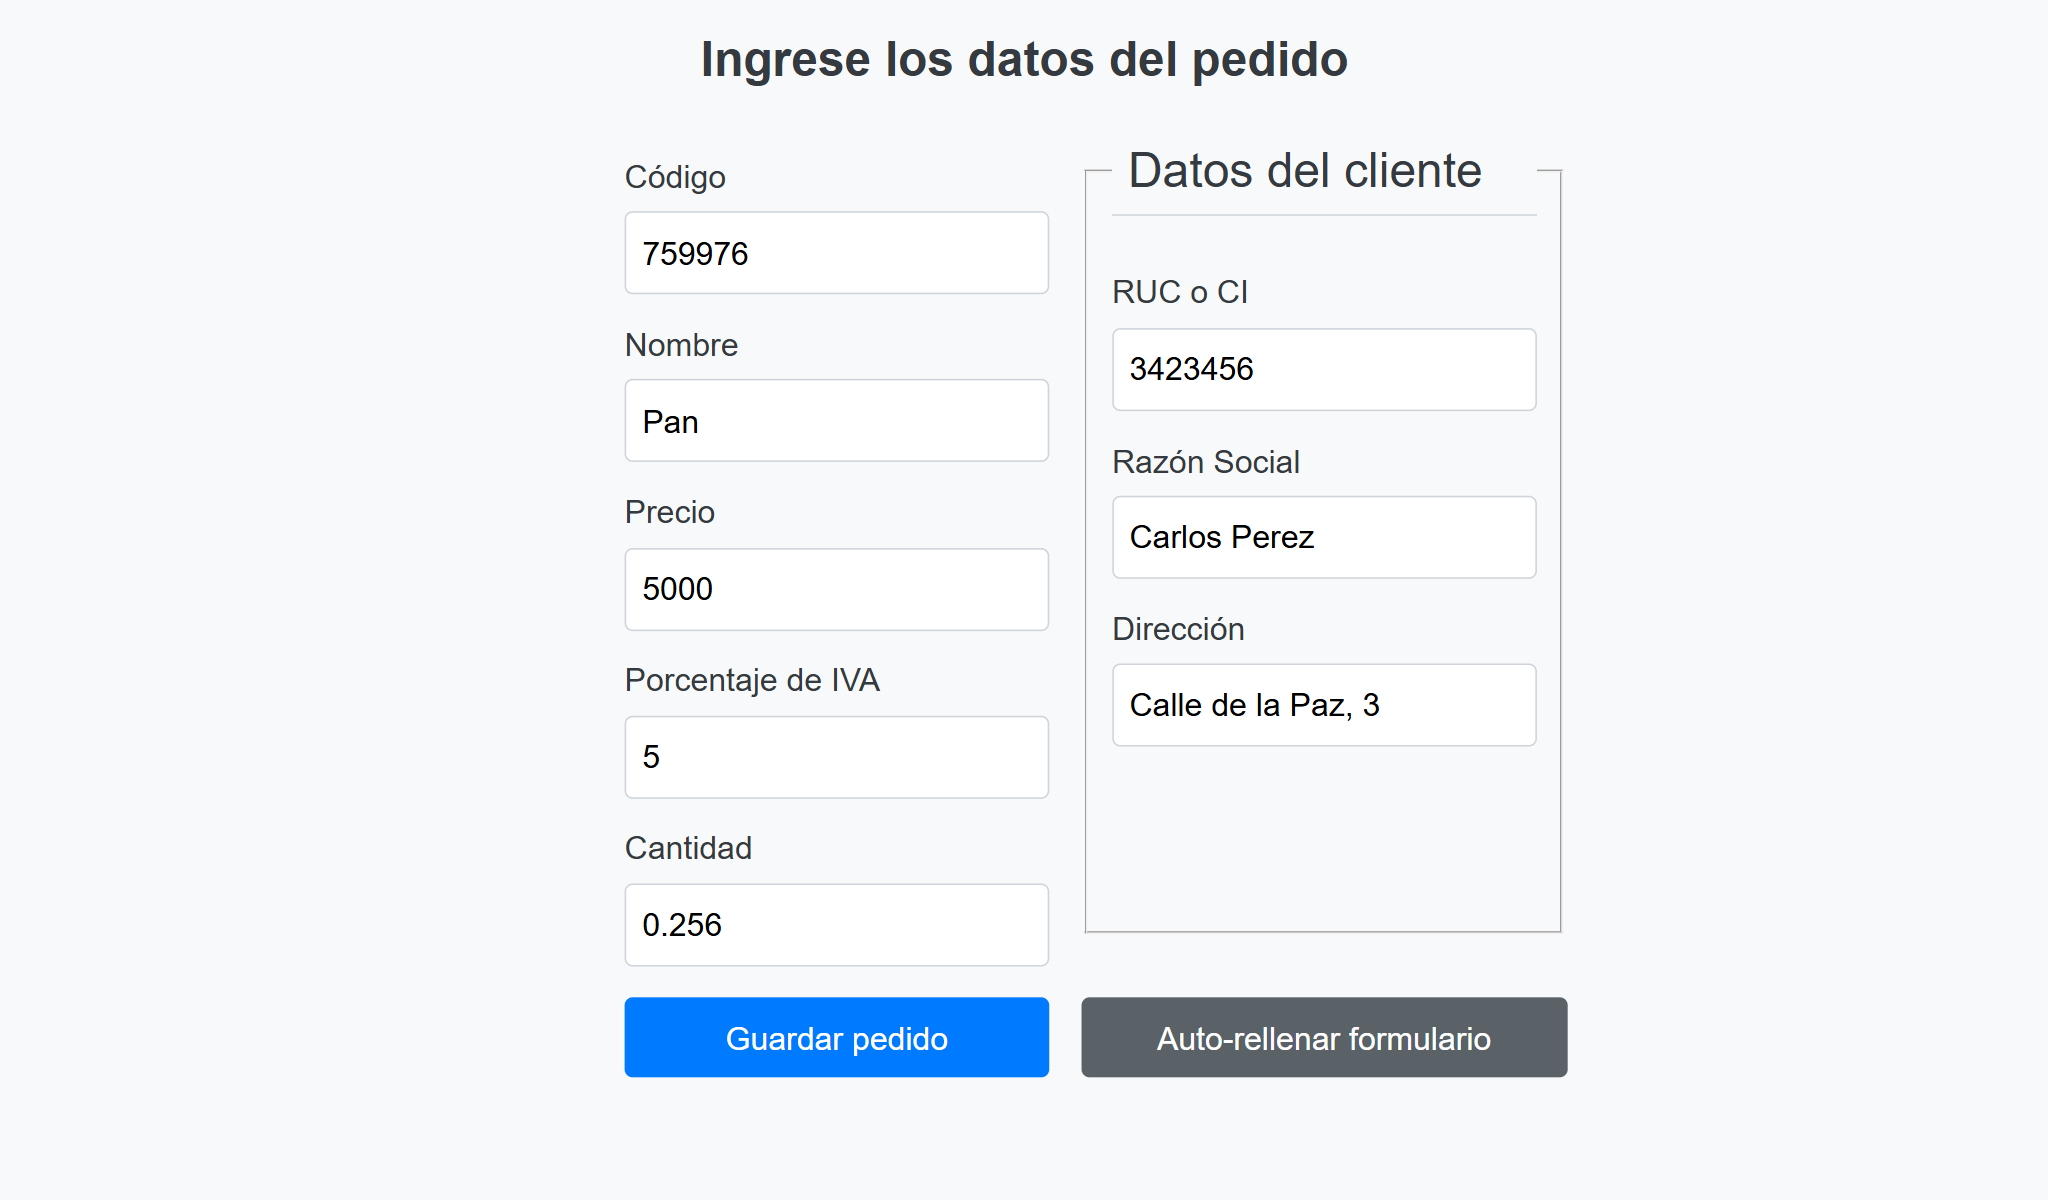 Ingrese los datos del pedido
Código
759976
Nombre
Pan
Precio
5000
Porcentaje de IVA
5
Cantidad
0.256
Datos del cliente
RUC o CI
3423456
Razón Social
Carlos Perez
Dirección
Calle de la Paz, 3
Guardar pedido
Auto-rellenar formulario